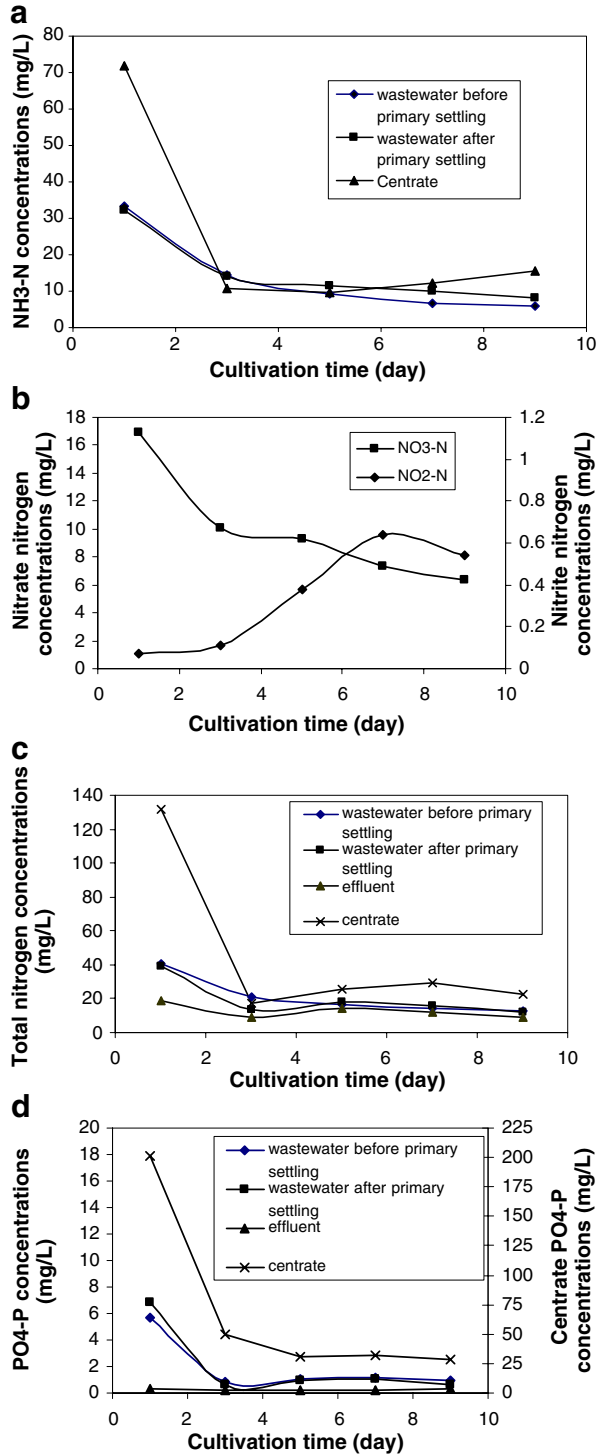 a
NH3-N concentrations (mg/L)
80
70
60
50
40
30
20
10
0
wastewater before
primary settling
wastewater after
primary settling
Centrate
0 2 4 6 8 10
Cultivation time (day)
b
Nitrate nitrogen
concentrations (mg/L)
18
16
14
12
10
8
6
4
2
0
NO3-N
NO2-N
1.2
1
0.8
0.6
0.4
0.2
0
Nitrite nitrogen
concentrations (mg/L)
0 2 4 6 8 10
Cultivation time (day)
c
Total nitrogen concentrations
(mg/L)
140
120
100
80
60
40
20
0
wastewater before primary
settling
wastewater after primary
settling
effluent
centrate
0 2 4 6 8 10
Cultivation time (day)
d
PO4-P concentrations
(mg/L)
20
18
16
14
12
10
8
6
4
2
0
wastewater before primary
settling
wastewater after primary
settling
effluent
centrate
225
200
175
150
125
100
75
50
25
0
Centrate PO4-P
concentrations (mg/L)
0 2 4 6 8 10
Cultivation time (day)